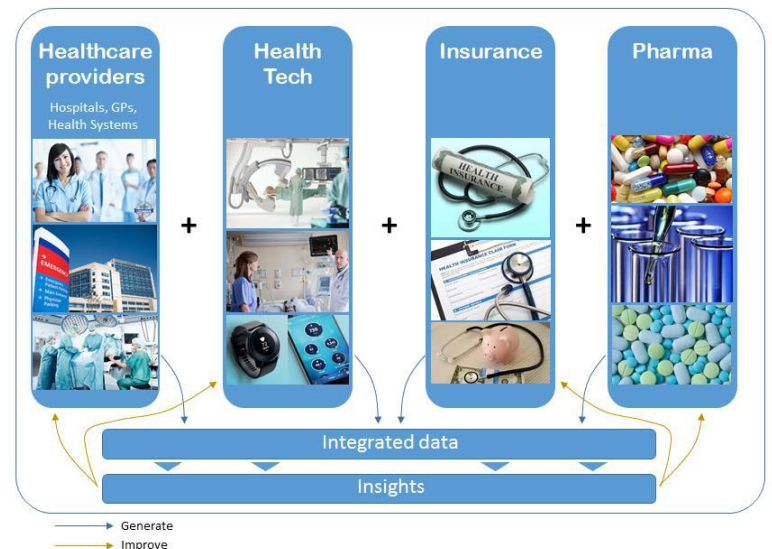 Healthcare
providers
Hospitals, GPs,
Health Systems
Health
Tech
Insurance
Pharma
EMERGENCY
HEALTH
INSURANCE
HEALTH INSURANCE CLAIM FORM
+
+
+
Integrated data
Insights
Generate
Improve